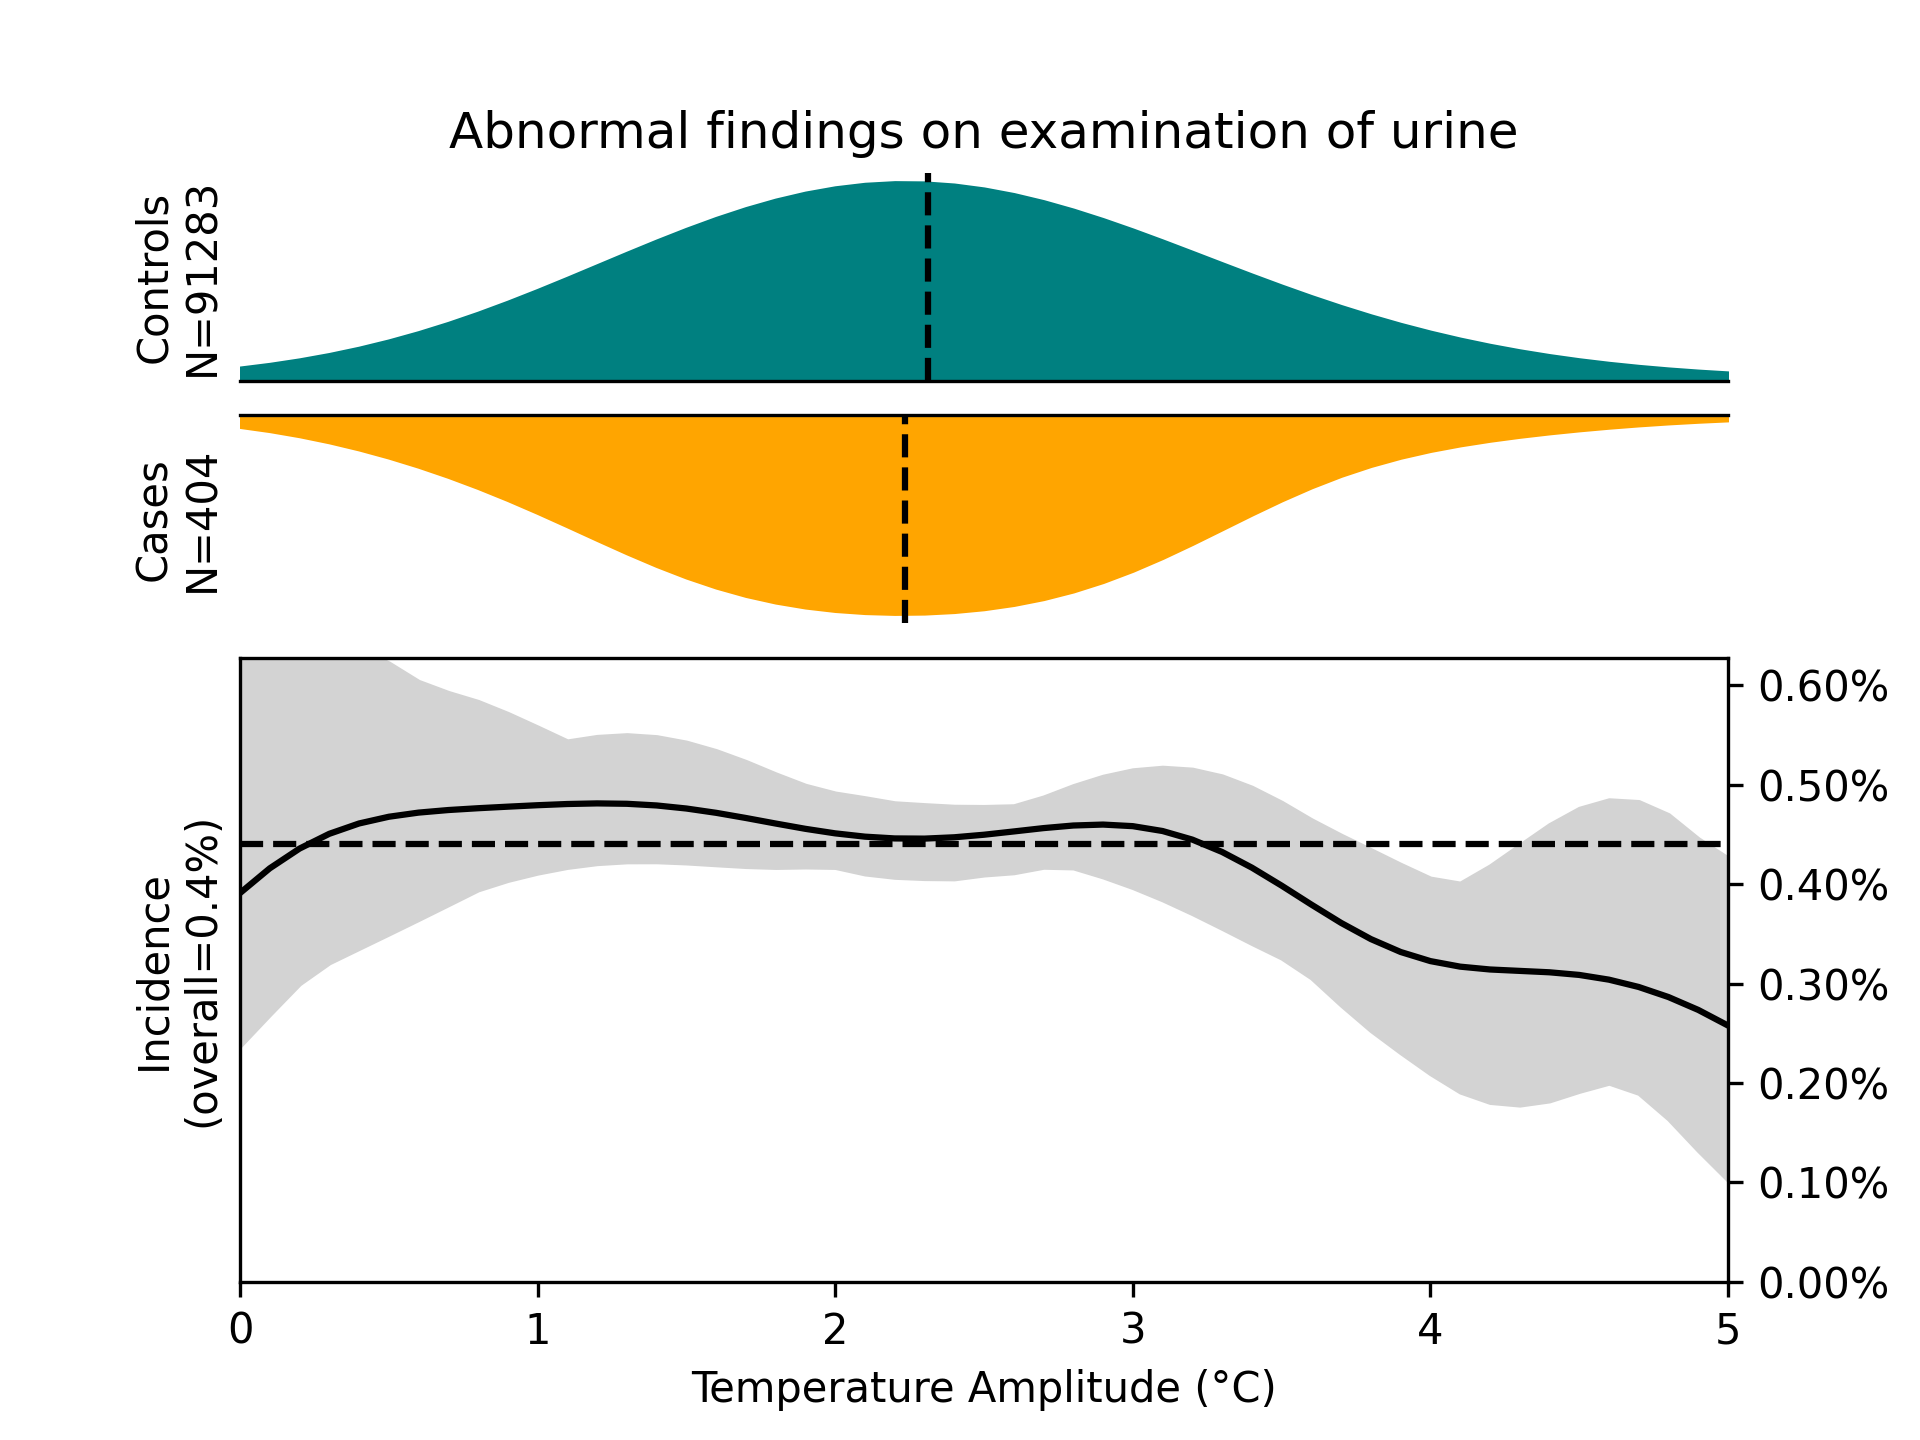 Abnormal findings on examination of urine
Controls
N=91283
Cases
N=404
Incidence
(overall=0.4%)
0.60%
0.50%
0.40%
0.30%
0.20%
0.10%
0.00%
0 1 2 3 4 5
Temperature Amplitude (°C)